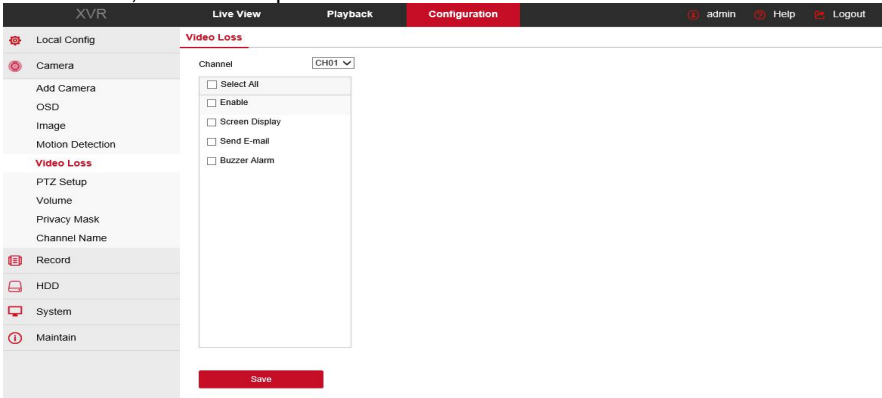 XVR Live View Playback Configuration admin Help Logout
Local Config
Video Loss
Camera
Channel CH01
Add Camera
Select All
OSD
Enable
Image
Screen Display
Motion Detection
Send E-mail
Video Loss
Buzzer Alarm
PTZ Setup
Volume
Privacy Mask
Channel Name
Record
HDD
System
Maintain
Save